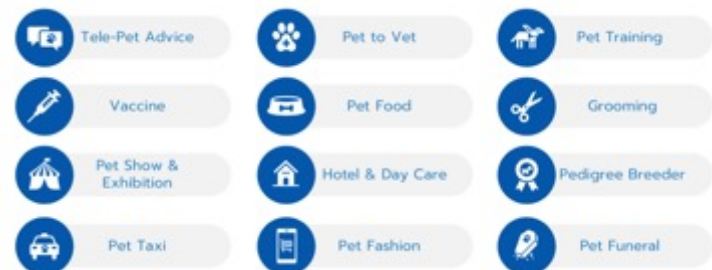 Tele-Pet Advice
Pet to Vet
Pet Training
Vaccine
Pet Food
Grooming
Pet Show &
Exhibition
Hotel & Day Care
Pedigree Breeder
Pet Taxi
Pet Fashion
Pet Funeral